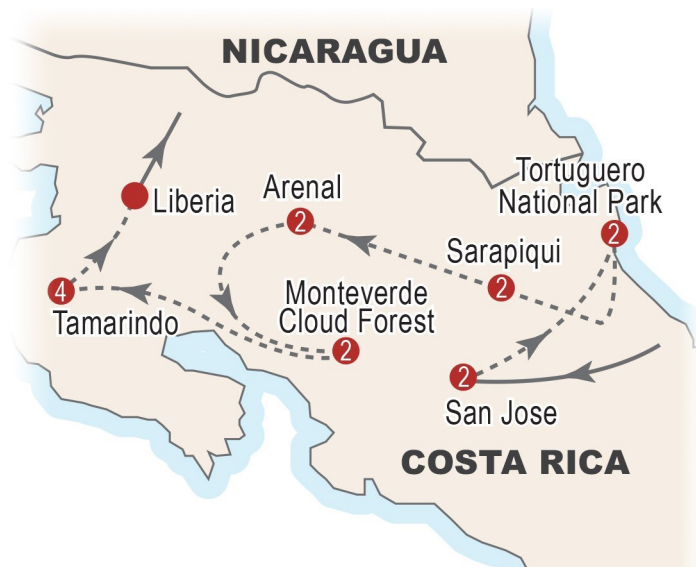 NICARAGUA
Tortuguero
National Park
2
Arenal
2
Liberia
Sarapiqui
2
4
Tamarindo
Monteverde
Cloud Forest
2
2
San Jose
COSTA RICA